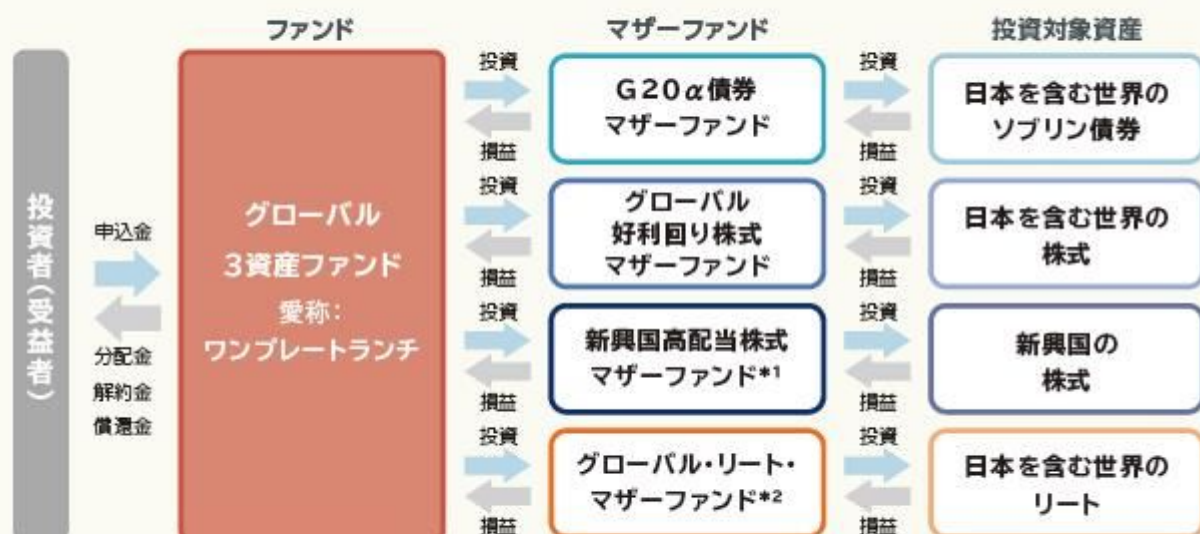 ファンド
マザーファンド
投資対象資産
投資者(受益者)
申込金
分配金
解約金
償還金
グローバル
3資産ファンド
愛称:
ワンプレートランチ
投資
損益
G20α債券
マザーファンド
投資
損益
日本を含む世界の
ソブリン債券
投資
損益
グローバル
好利回り株式
マザーファンド
投資
損益
日本を含む世界の
株式
投資
損益
新興国高配当株式
マザーファンド*1
投資
損益
新興国の
株式
投資
損益
グローバル・リート・
マザーファンド*2
投資
損益
日本を含む世界の
リート